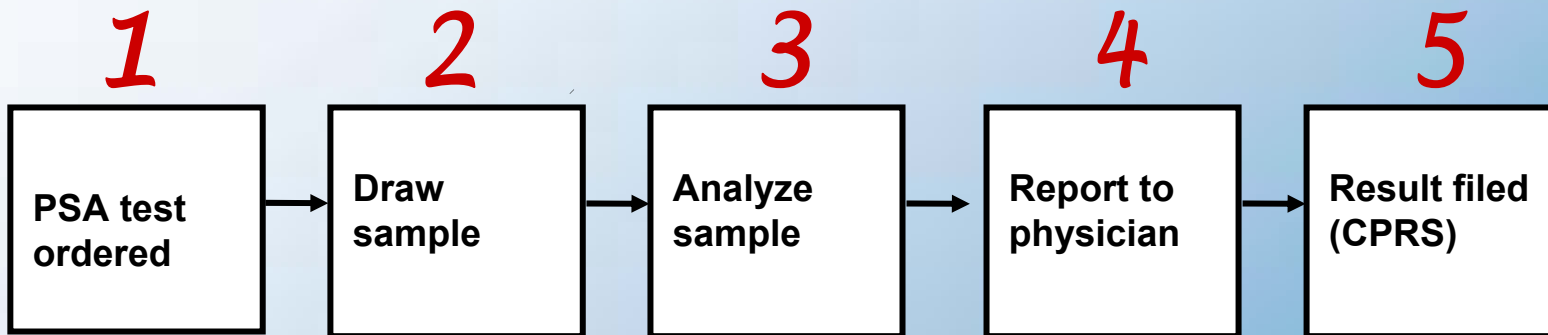 1
2
3
4
5
PSA test
ordered
Draw
sample
Analyze
sample
Report to
physician
Result filed
(CPRS)